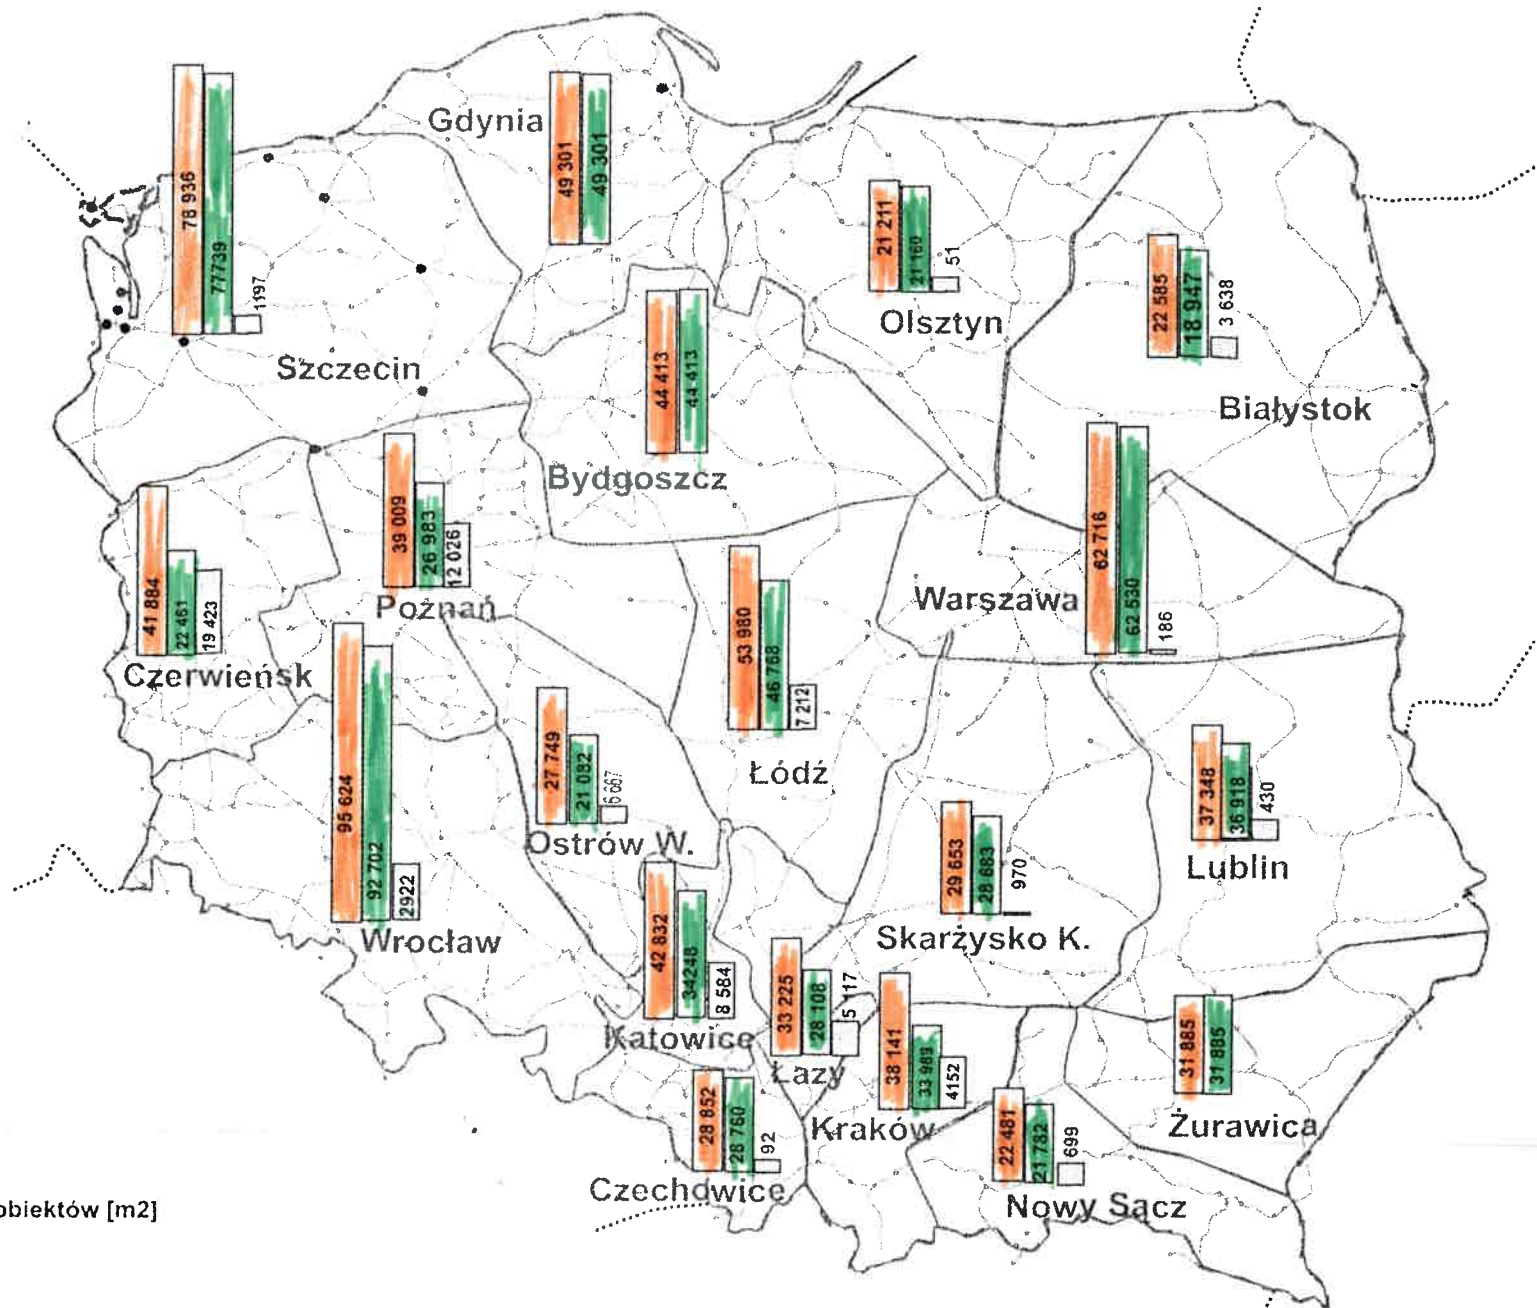 78 936
77739
1197
Szczecin
Gdynia
49 301
49 301
21 211
21 160
51
Olsztyn
22 585
18 947
3 638
Białystok
44 413
44 413
Bydgoszcz
39 009
26 983
12 026
Poznań
41 884
22 461
19 423
Czerwieńsk
62 716
62 530
186
Warszawa
53 980
46 768
7 212
Łódź
95 624
92 702
2922
Wrocław
27 749
21 082
6 667
Ostrów W.
37 348
36 918
430
Lublin
29 653
28 683
970
Skarżysko K.
42 832
34248
8 584
Katowice
33 225
28 108
5 117
Łazy
38 141
33 989
4152
Kraków
31 885
31 885
Żurawica
28 852
28 760
92
Czechowice
22 481
21 782
699
Nowy Sącz
obiektów [m2]